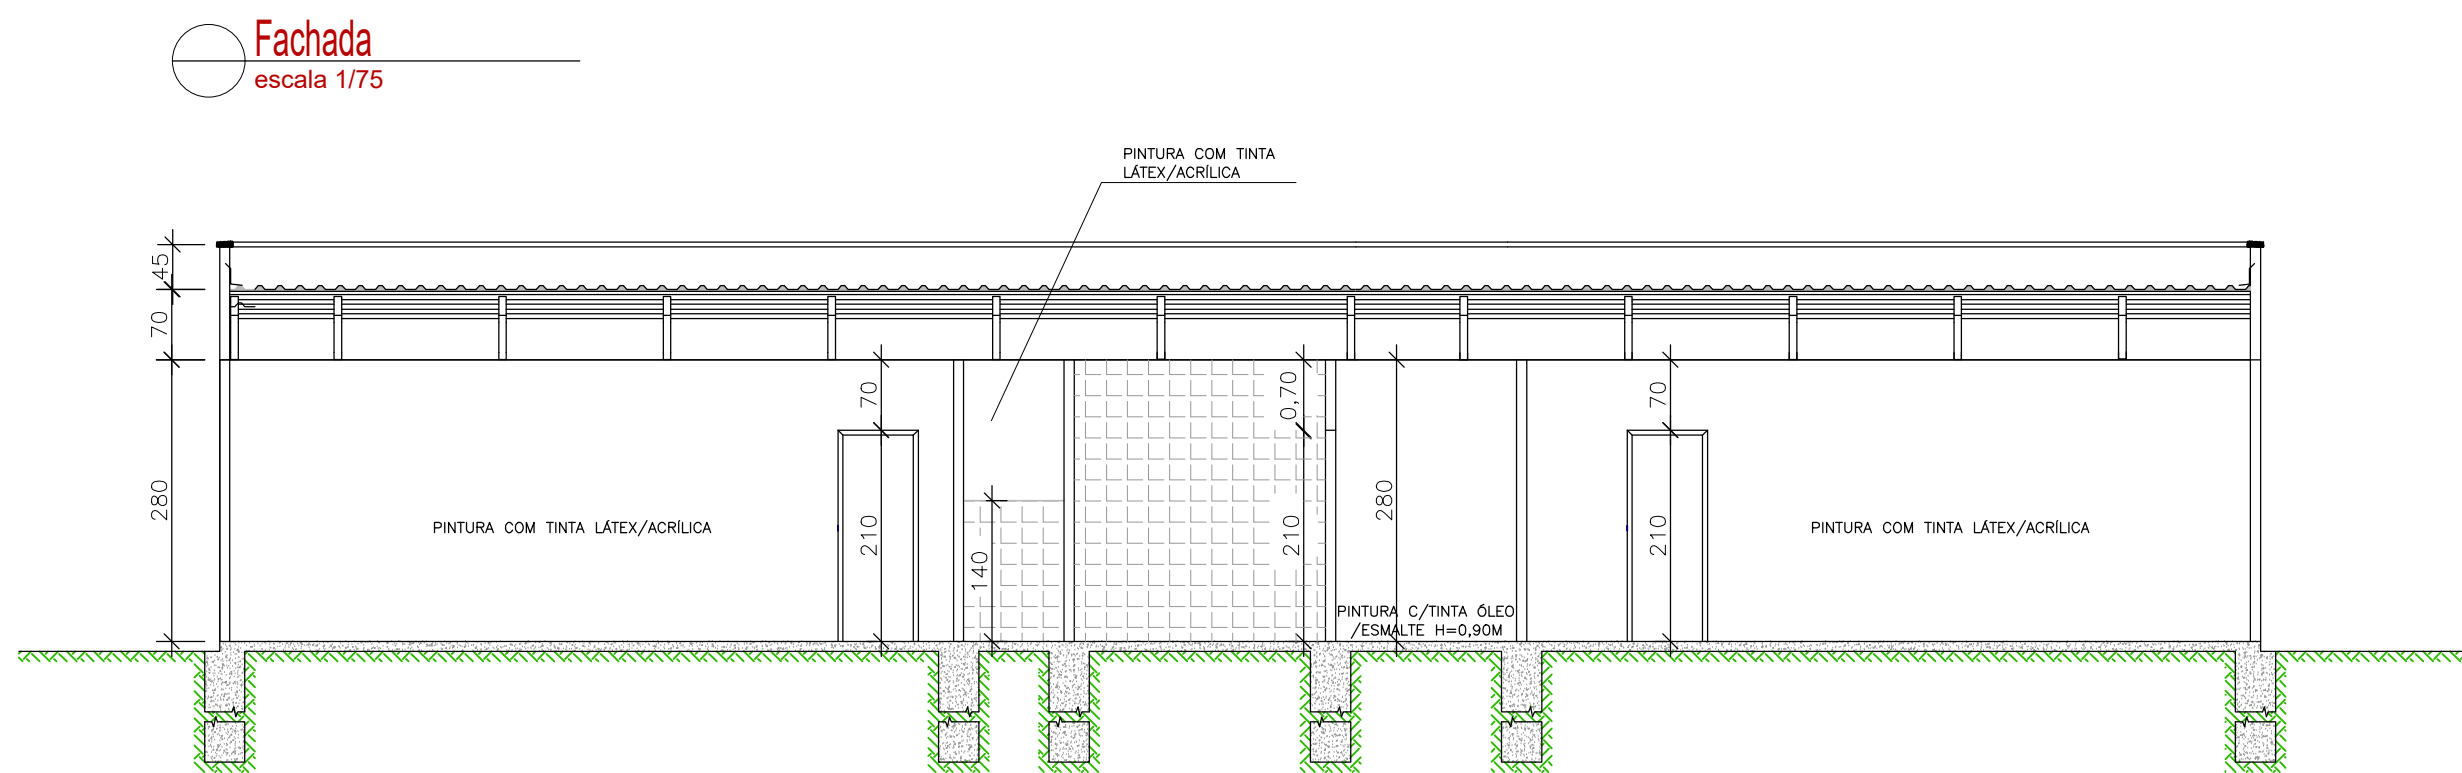 Fachada
escala 1/75
PINTURA COM TINTA
LÁTEX/ACRÍLICA
45
70
280
70
210
140
0,70
210
280
70
210
PINTURA COM TINTA LÁTEX/ACRÍLICA
PINTURA COM TINTA LÁTEX/ACRÍLICA
PINTURA C/TINTA ÓLEO
/ESMALTE H=0,90M